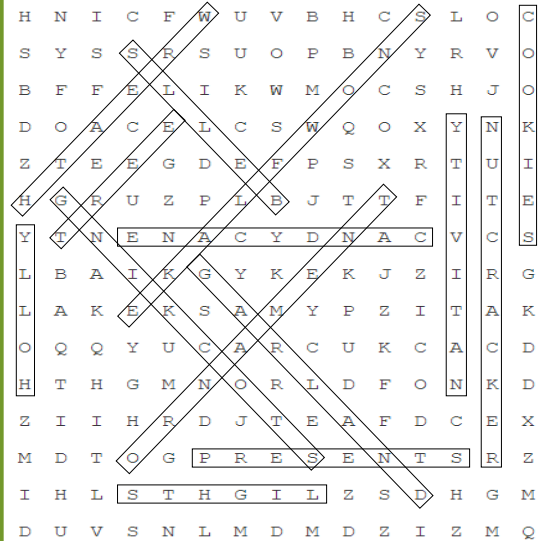 H N I C F W U V B H C S L O C
S Y S S R S U O P B N Y R V O
B F F E L I K W M O C S H J O
D O A C E L C S W Q O X Y N K
Z T E E G D E F P S X R T U I
H G R U Z P L B J T T F I T E
Y T N E N A C Y D N A C V C S
L B A I K G Y K E K J Z I R G
L A K E K S A M Y P Z I T A K
O Q Q Y U C A R C U K C A C D
H T H G M N O R L D F O N K D
Z I I H R D J T E A F D C E X
M D T O G P R E S E N T S R Z
I H L S T H G I L Z S D H G M
D U V S N L M D M D Z I Z M Q